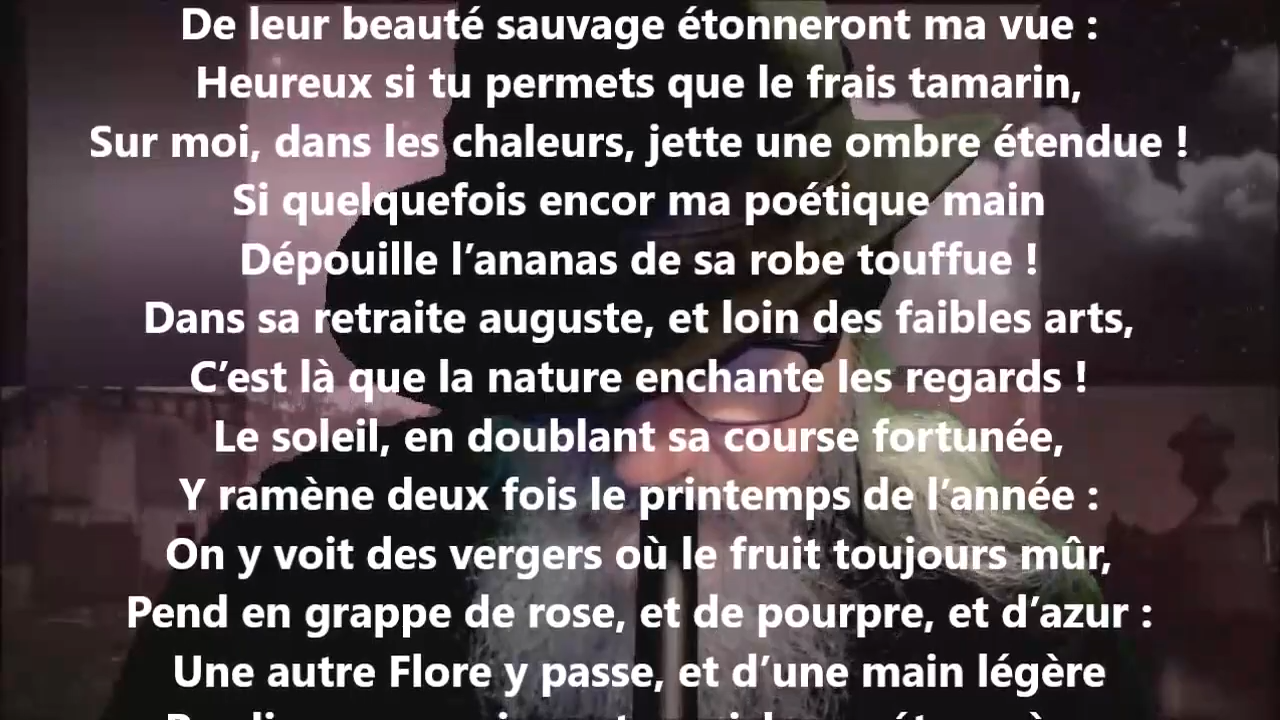 De leur beauté sauvage étonneront ma vue :
Heureux si tu permets que le frais tamarin,
Sur moi, dans les chaleurs, jette une ombre étendue !
Si quelquefois encor ma poétique main
Dépouille l’ananas de sa robe touffue !
Dans sa retraite auguste, et loin des faibles arts,
C’est là que la nature enchante les regards !
Le soleil, en doublant sa course fortunée,
Y ramène deux fois le printemps de l’année :
On y voit des vergers où le fruit toujours mûr,
Pend en grappe de rose, et de pourpre, et d’azur :
Une autre Flore y passe, et d’une main légère